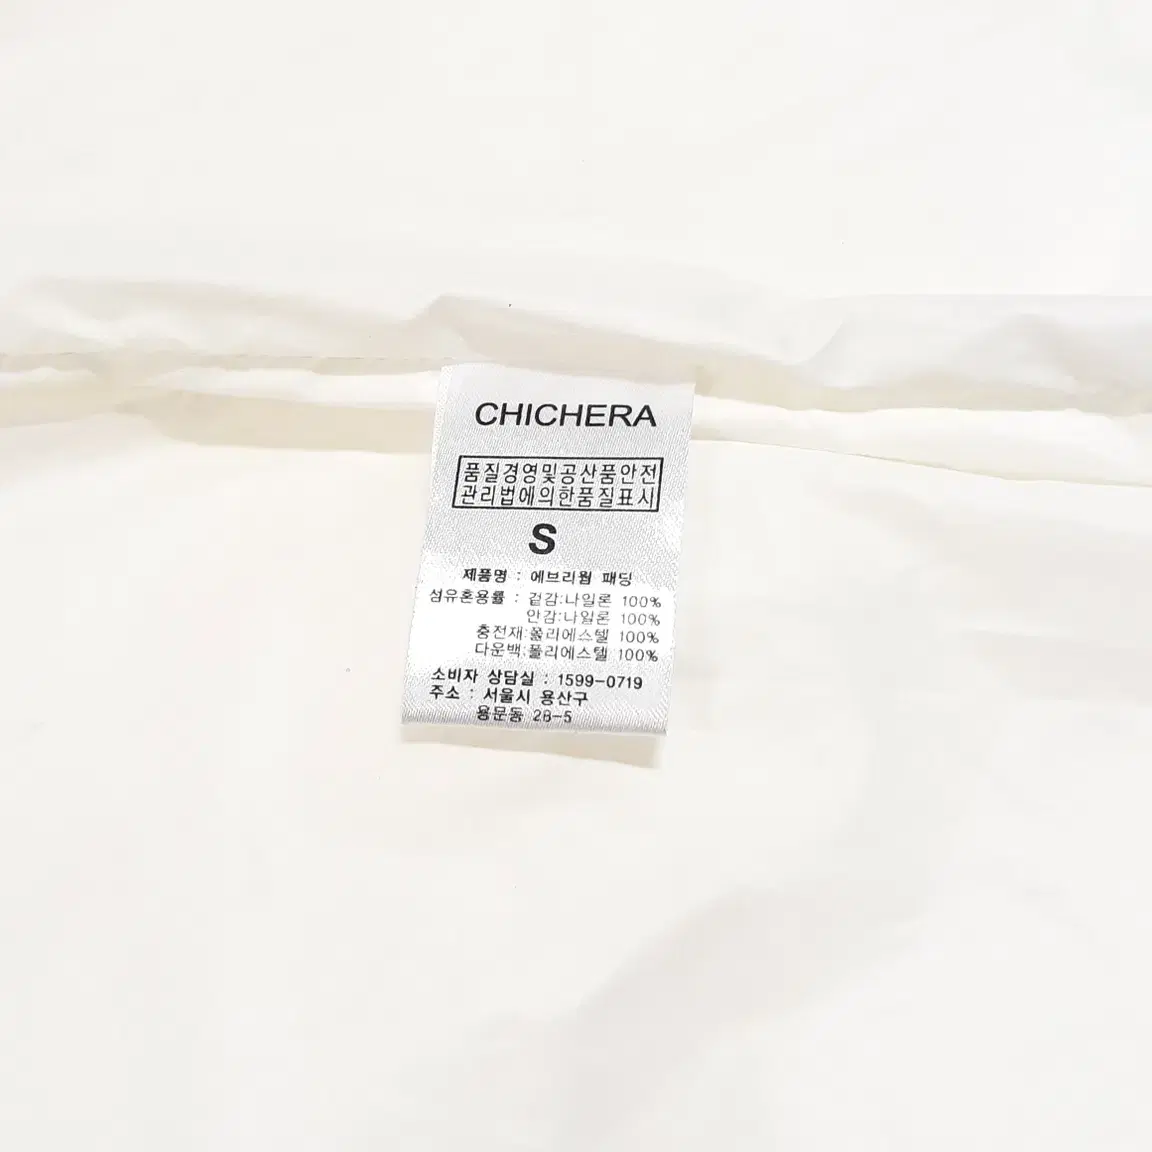 CHICHERA
품질경영및공산품안전
관리법에의한품질표시
S
제품명 : 에브리웜 패딩
섬유혼용률 : 겉감:나일론 100%
안감:나일론 100%
충전재:폴리에스텔 100%
다운백:폴리에스텔 100%
소비자 상담실 : 1599-0719
주소 : 서울시 용산구
용문동 28-5